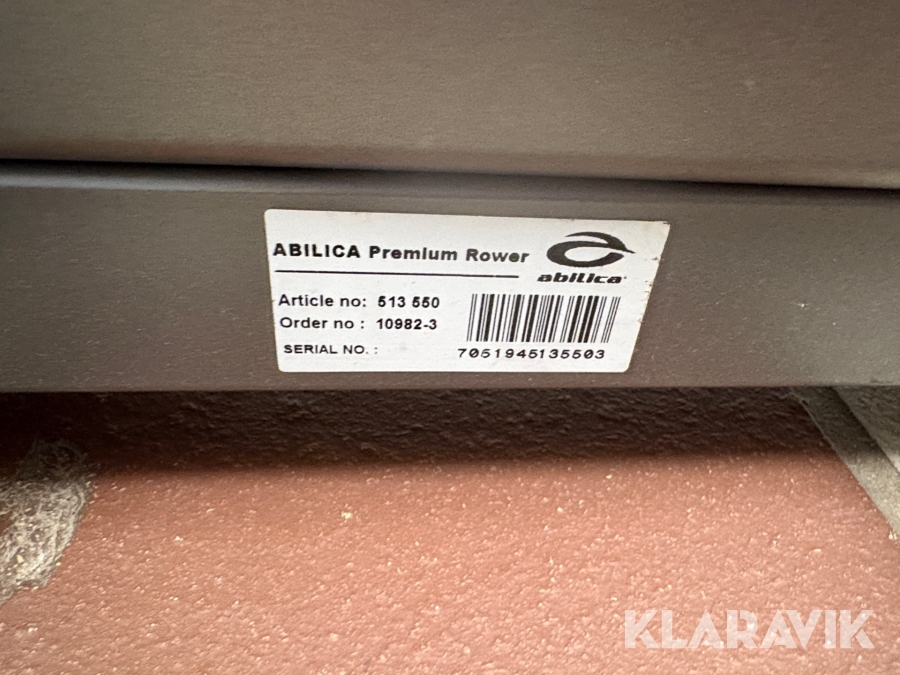 ABILICA Premium Rower
abilica
Article no: 513 550
Order no : 10982-3
SERIAL NO. :
7051945135503
KLARAVIK